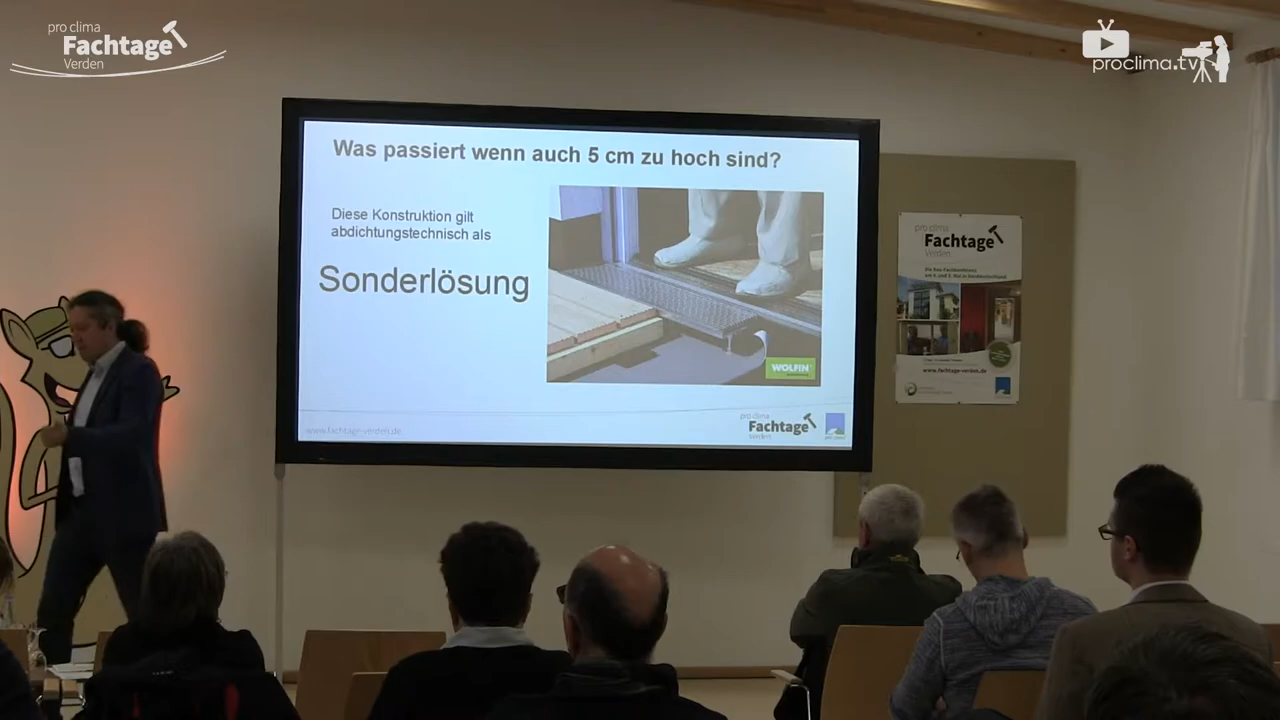 pro clima
Fachtage
Verden
proclima.tv
Was passiert wenn auch 5 cm zu hoch sind?
Diese Konstruktion gilt
abdichtungstechnisch als
Sonderlösung
WOLFIN
www.fachtage-verden.de
pro clima
Fachtage
Verden
pro clima
Fachtage
Verden
www.fachtage-verden.de